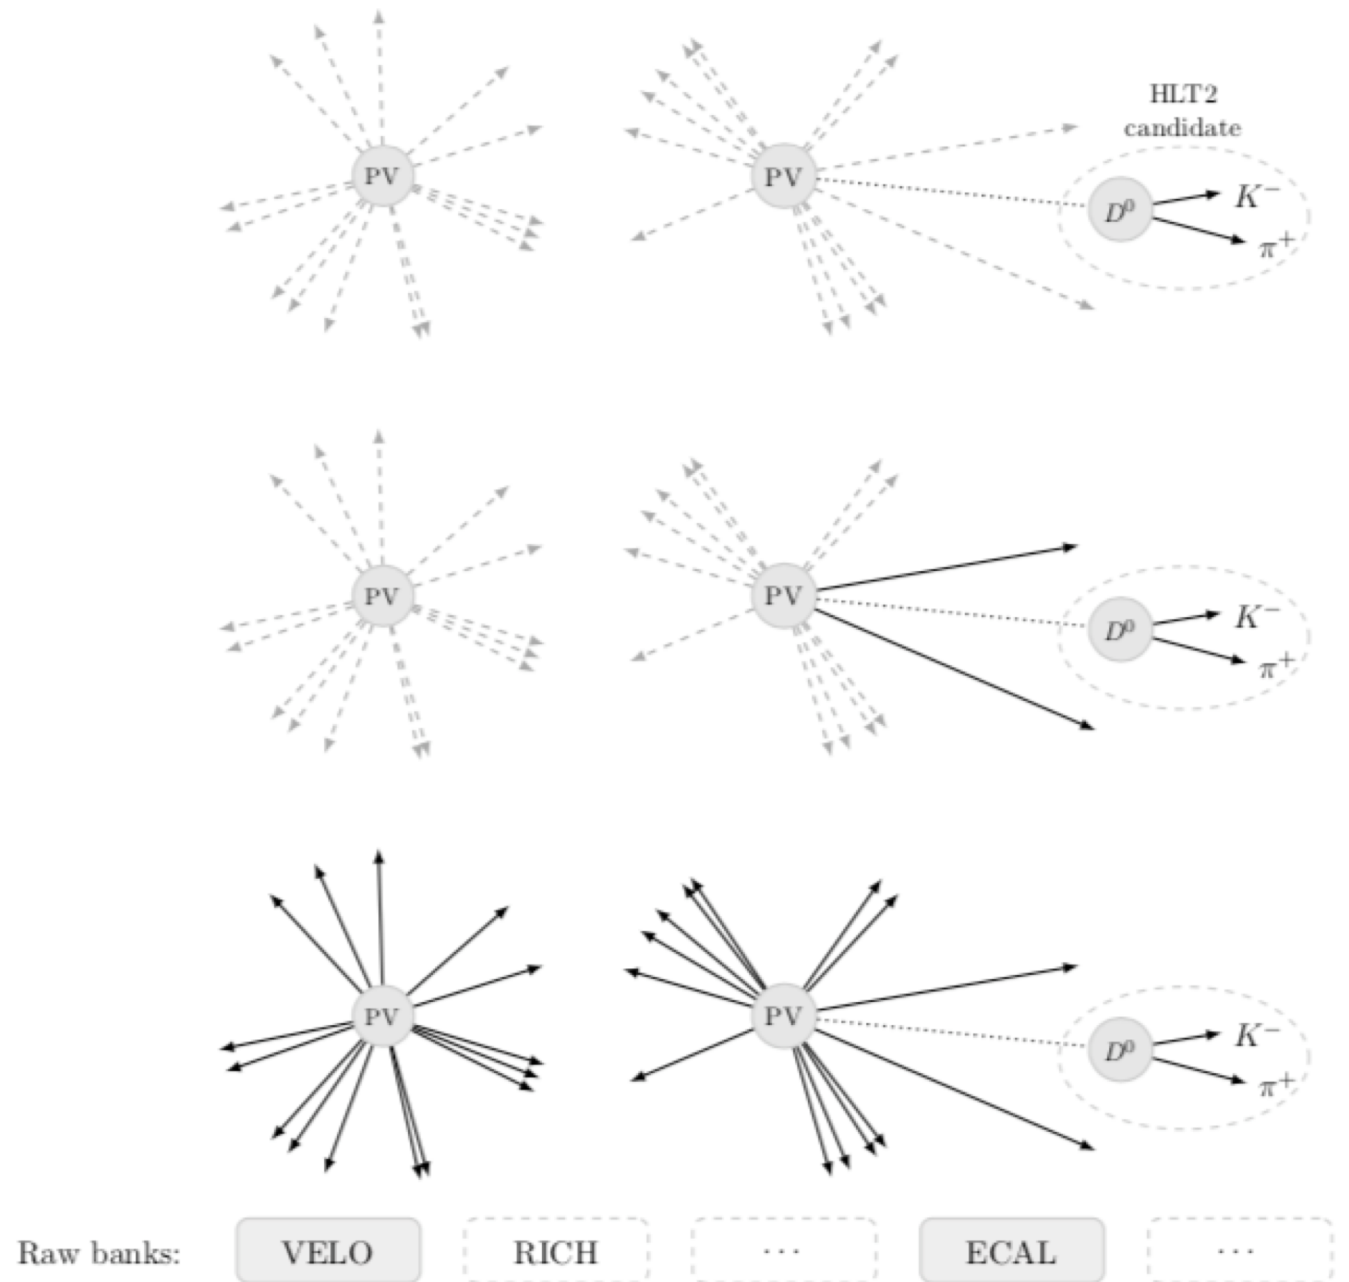 HLT2
candidate
PV
PV
D⁰
K⁻
π⁺
PV
PV
D⁰
K⁻
π⁺
PV
PV
D⁰
K⁻
π⁺
Raw banks: VELO RICH ··· ECAL ···